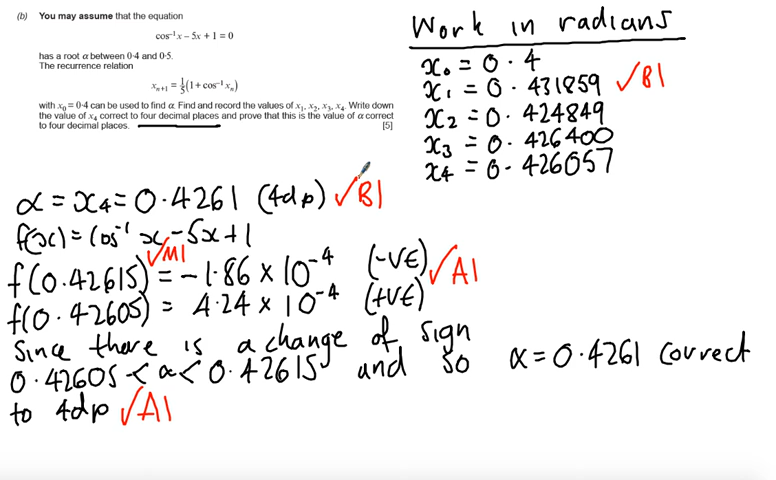 (b) You may assume that the equation
cos⁻¹x – 5x + 1 = 0
has a root α between 0·4 and 0·5.
The recurrence relation
xₙ₊₁ = 1/5(1 + cos⁻¹ xₙ)
with x₀ = 0·4 can be used to find α. Find and record the values of x₁, x₂, x₃, x₄. Write down
the value of x₄ correct to four decimal places and prove that this is the value of α correct
to four decimal places. [5]
Work in radians
x₀ = 0.4
x₁ = 0.431859 ✓B1
x₂ = 0.424849
x₃ = 0.426400
x₄ = 0.426057
α = x₄ = 0.4261 (4dp) ✓B1
f(x) = cos⁻¹ x – 5x + 1
✓M1
f(0.42615) = -1.86 × 10⁻⁴ (-VE) ✓A1
f(0.42605) = 4.24 × 10⁻⁴ (+VE)
Since there is a change of sign
0.42605 < α < 0.42615 and so α = 0.4261 correct
to 4dp ✓A1